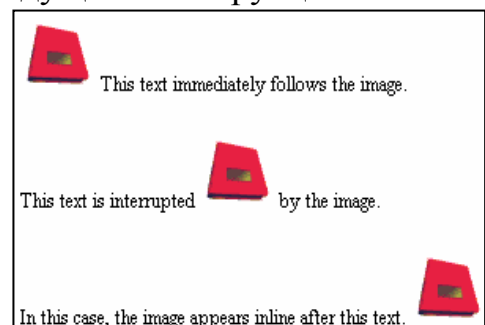 This text immediately follows the image.
This text is interrupted by the image.
In this case, the image appears inline after this text.